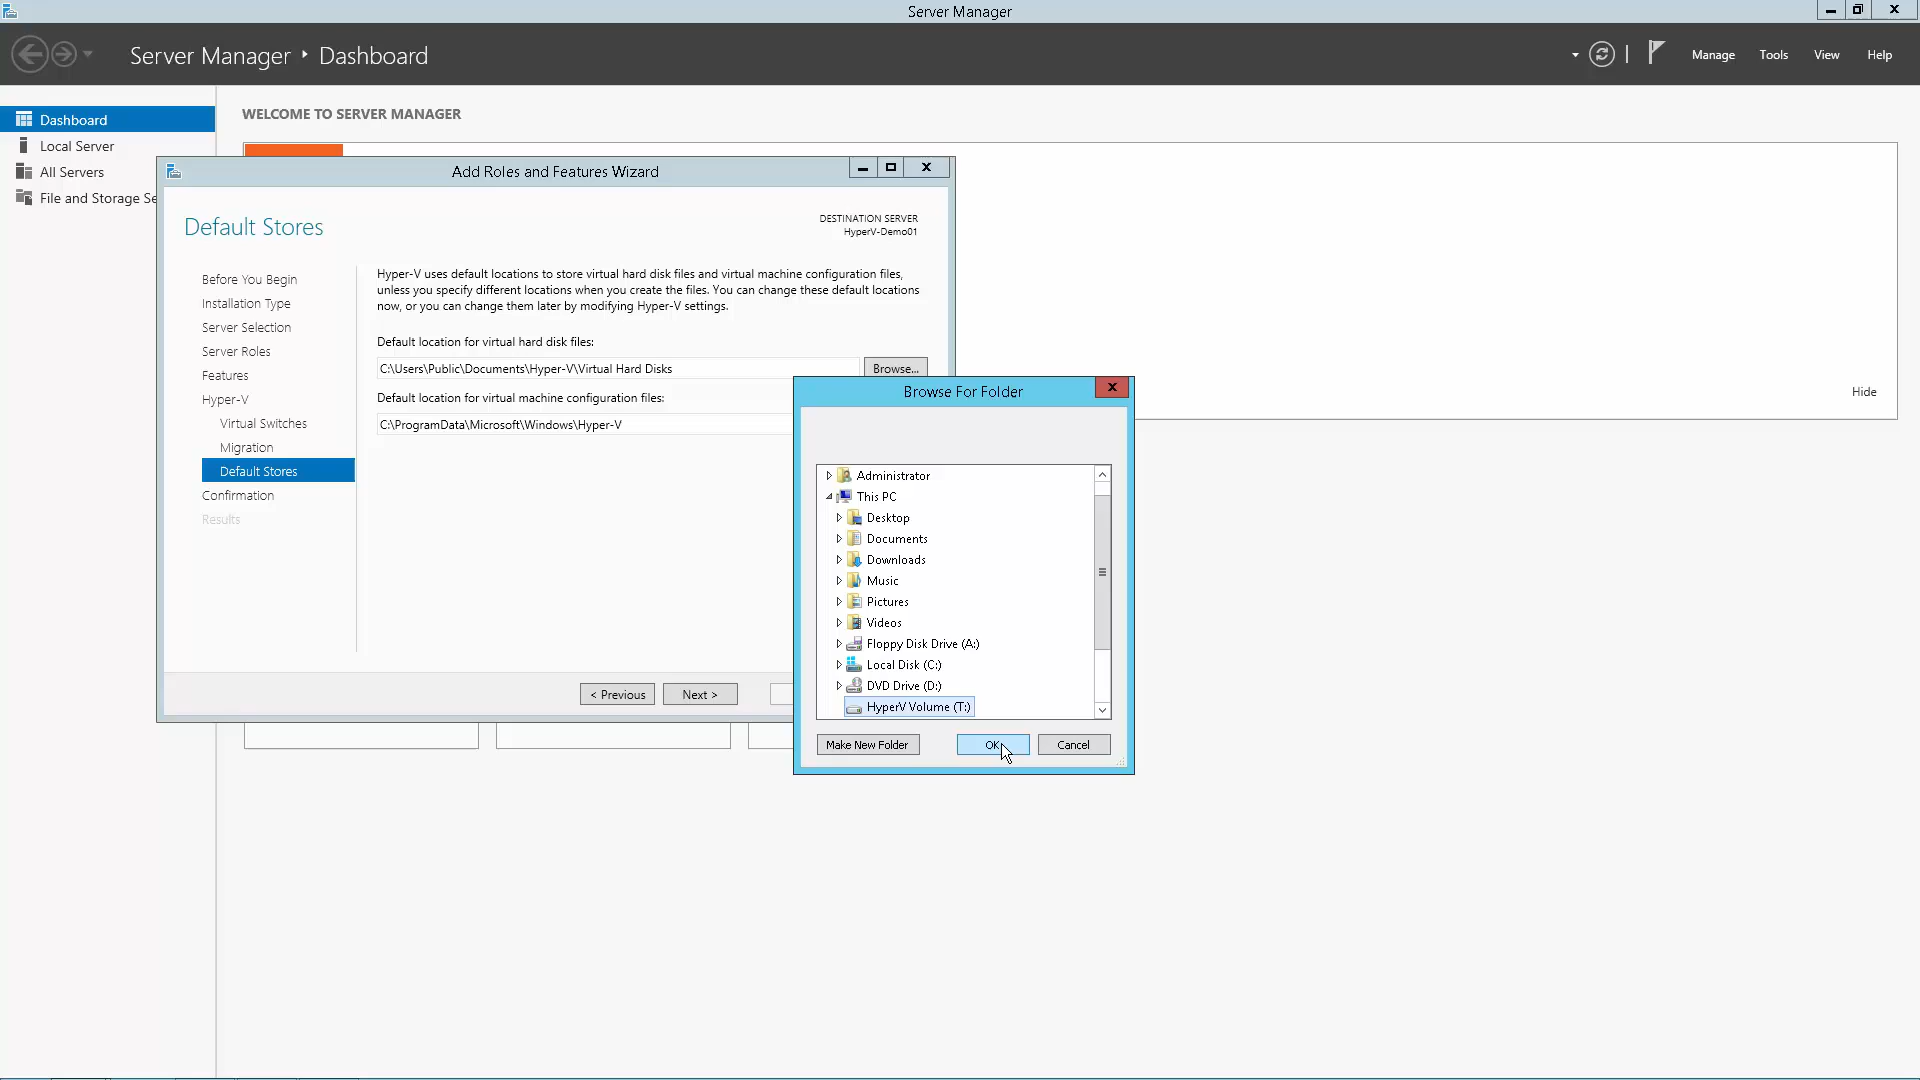 Server Manager
Server Manager ‣ Dashboard
Manage
Tools
View
Help
Dashboard
Local Server
All Servers
File and Storage Se
WELCOME TO SERVER MANAGER
Hide
Add Roles and Features Wizard
Default Stores
DESTINATION SERVER
HyperV-Demo01
Before You Begin
Installation Type
Server Selection
Server Roles
Features
Hyper-V
Virtual Switches
Migration
Default Stores
Confirmation
Results
Hyper-V uses default locations to store virtual hard disk files and virtual machine configuration files,
unless you specify different locations when you create the files. You can change these default locations
now, or you can change them later by modifying Hyper-V settings.
Default location for virtual hard disk files:
C:\Users\Public\Documents\Hyper-V\Virtual Hard Disks
Browse...
Default location for virtual machine configuration files:
C:\ProgramData\Microsoft\Windows\Hyper-V
< Previous
Next >
Browse For Folder
Administrator
This PC
Desktop
Documents
Downloads
Music
Pictures
Videos
Floppy Disk Drive (A:)
Local Disk (C:)
DVD Drive (D:)
HyperV Volume (T:)
Make New Folder
OK
Cancel